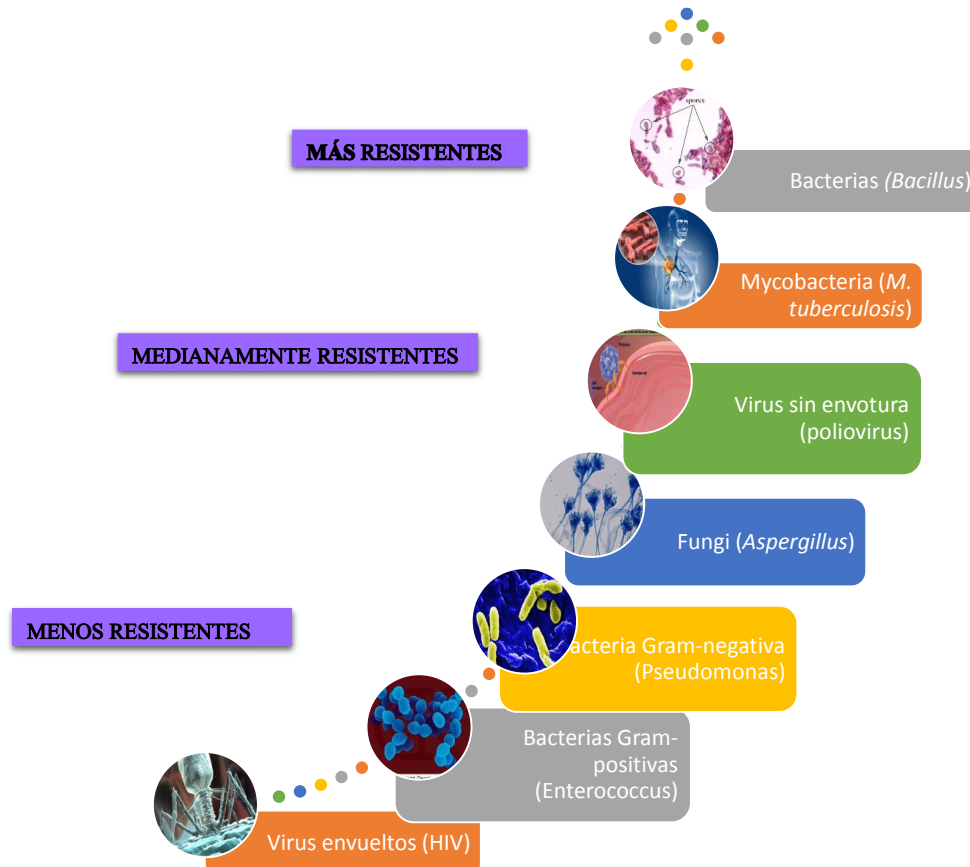 spores
MÁS RESISTENTES
Bacterias (Bacillus)
Mycobacteria (M.
tuberculosis)
MEDIANAMENTE RESISTENTES
Virus sin envotura
(poliovirus)
Fungi (Aspergillus)
MENOS RESISTENTES
acteria Gram-negativa
(Pseudomonas)
Bacterias Gram-
positivas
(Enterococcus)
Virus envueltos (HIV)